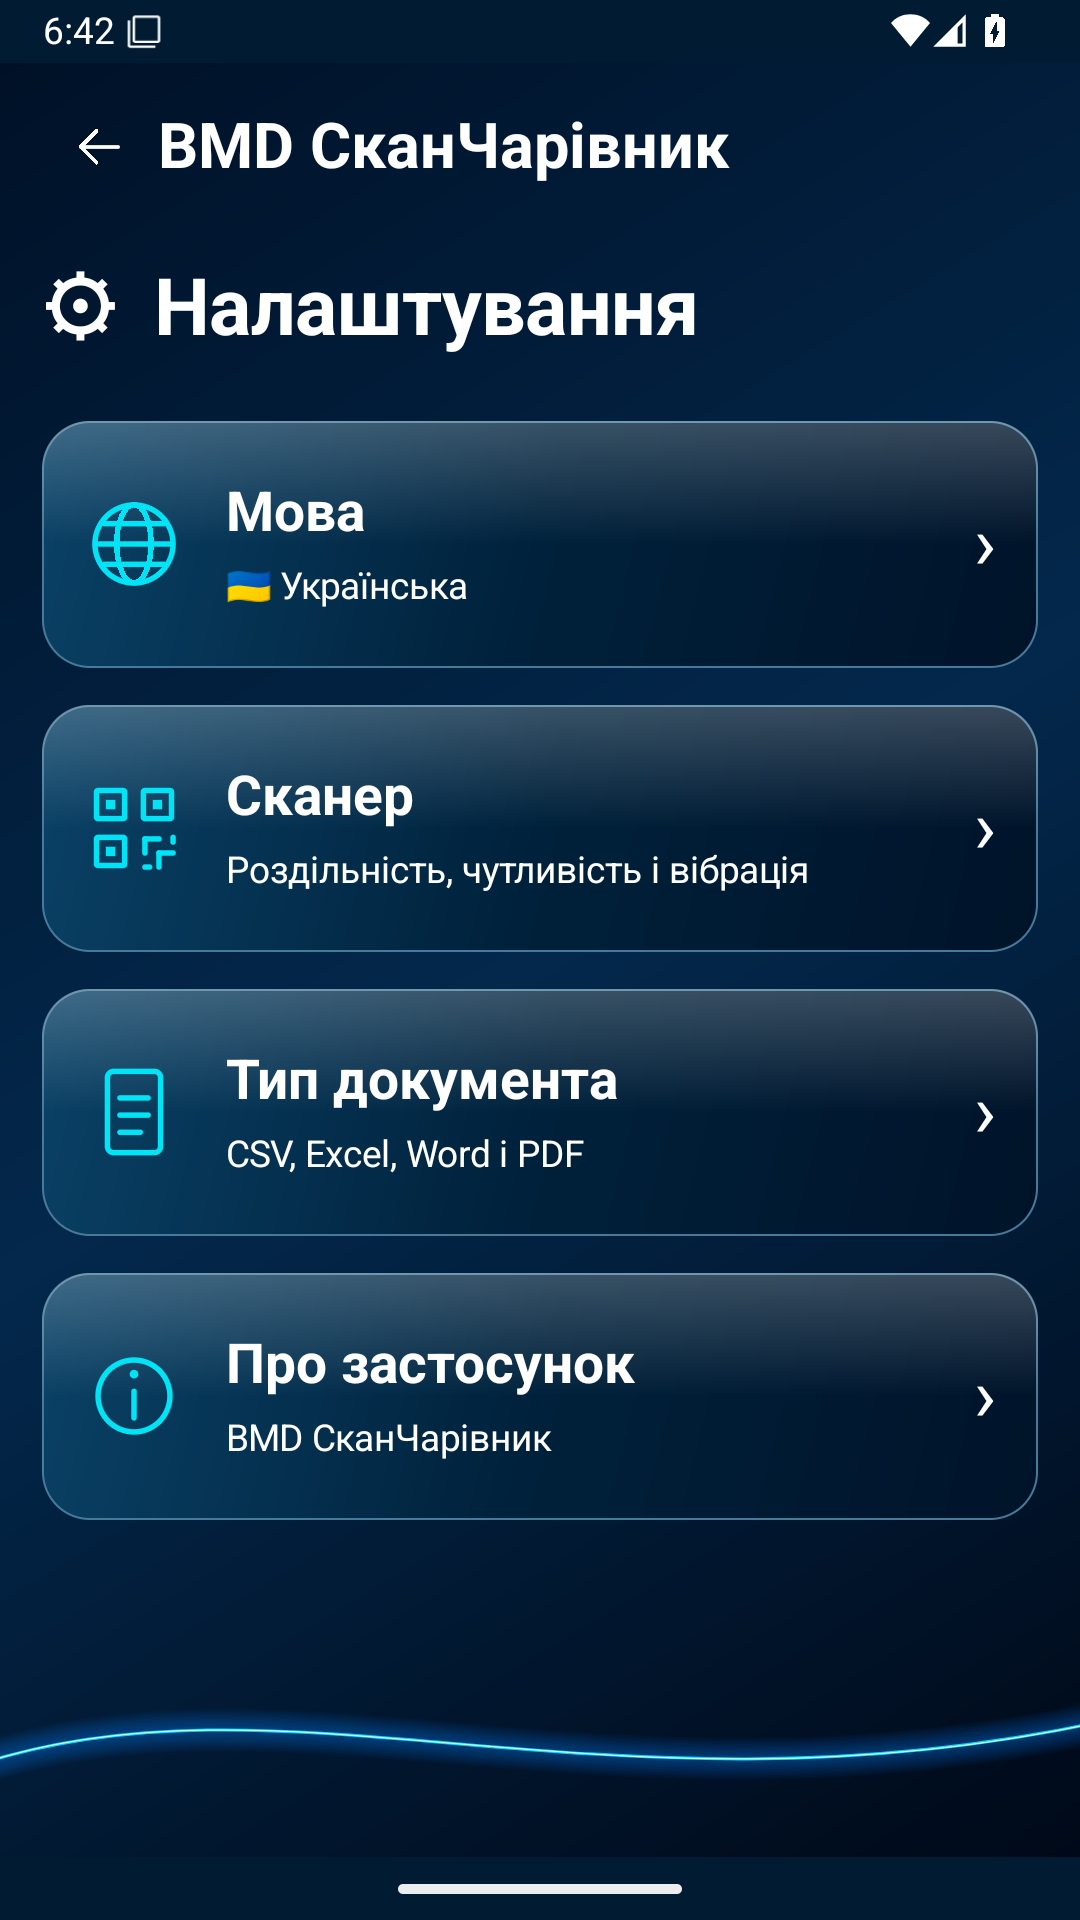 6:42
BMD СканЧарівник
Налаштування
Мова
🇺🇦 Українська
Сканер
Роздільність, чутливість і вібрація
Тип документа
CSV, Excel, Word і PDF
Про застосунок
BMD СканЧарівник